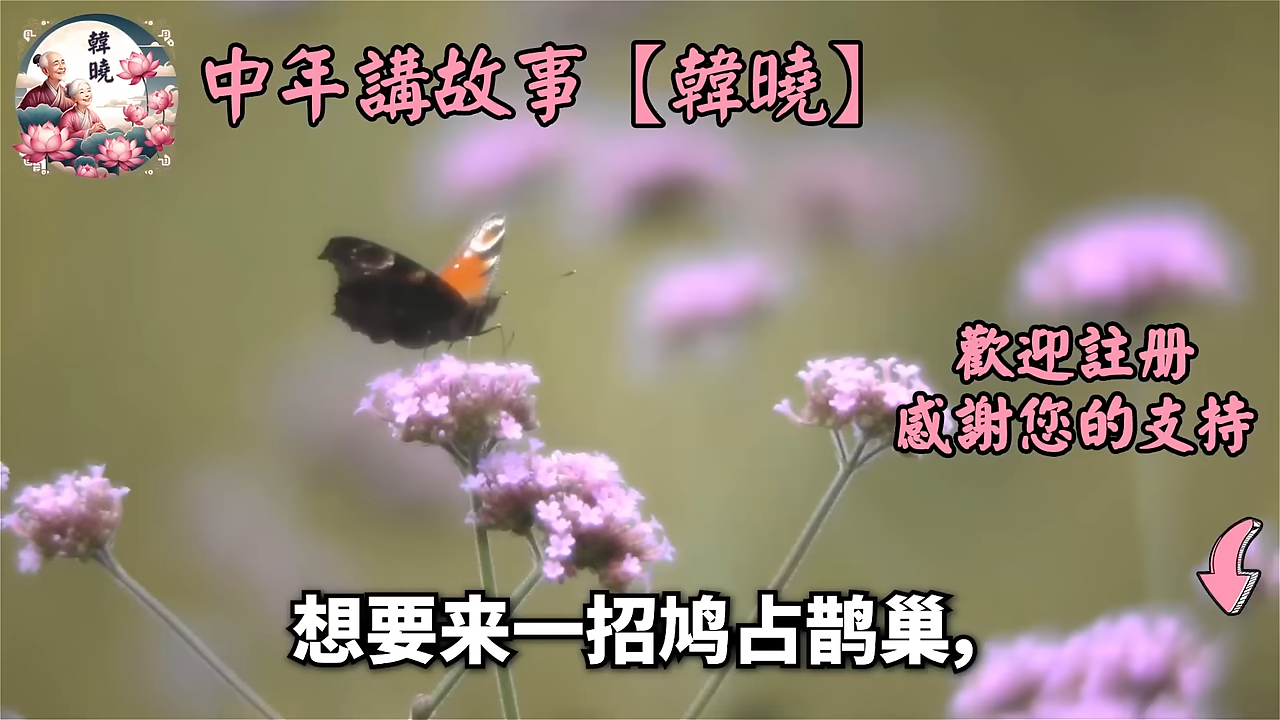 韓
曉
中年講故事【韓曉】
歡迎註册
感謝您的支持
想要来一招鸠占鹊巢,